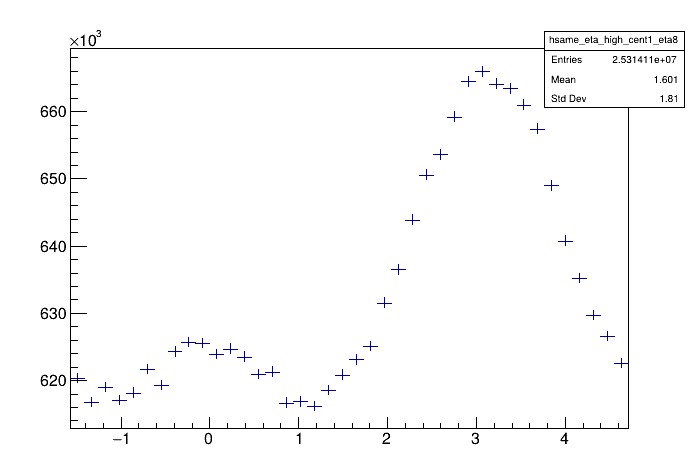 ×10³
hsame_eta_high_cent1_eta8
Entries 2.531411e+07
Mean 1.601
Std Dev 1.81
660
650
640
630
620
−1 0 1 2 3 4